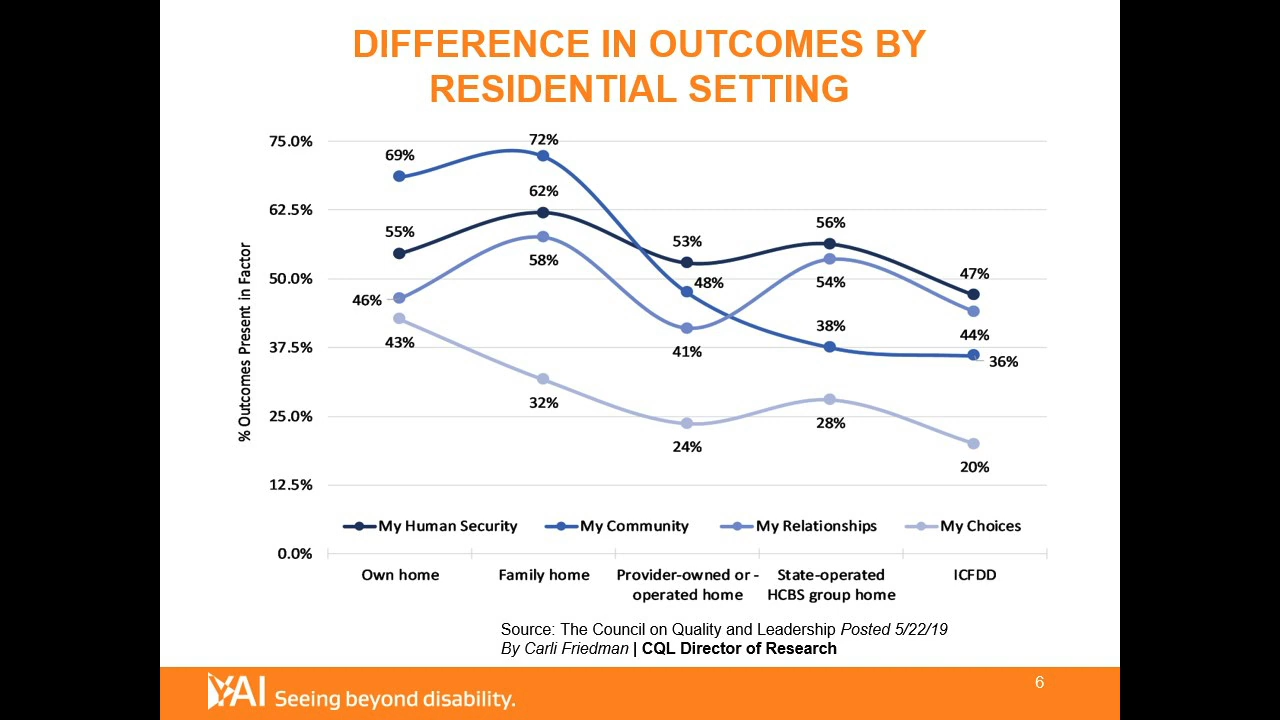 DIFFERENCE IN OUTCOMES BY
RESIDENTIAL SETTING
% Outcomes Present in Factor
75.0%
62.5%
50.0%
37.5%
25.0%
12.5%
0.0%
69%
72%
48%
38%
36%
55%
62%
53%
56%
47%
46%
58%
41%
54%
44%
43%
32%
24%
28%
20%
My Human Security
My Community
My Relationships
My Choices
Own home
Family home
Provider-owned or -
operated home
State-operated
HCBS group home
ICFDD
Source: The Council on Quality and Leadership Posted 5/22/19
By Carli Friedman | CQL Director of Research
YAI Seeing beyond disability.
6